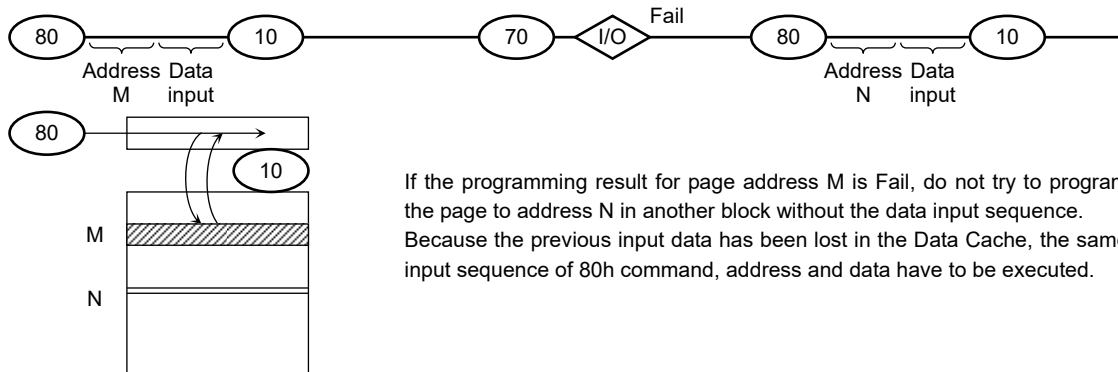 Fail
80 10 70 I/O 80 10
Address Data Address Data
M input N input
80
10
If the programming result for page address M is Fail, do not try to program
the page to address N in another block without the data input sequence.
M
Because the previous input data has been lost in the Data Cache, the same
input sequence of 80h command, address and data have to be executed.
N